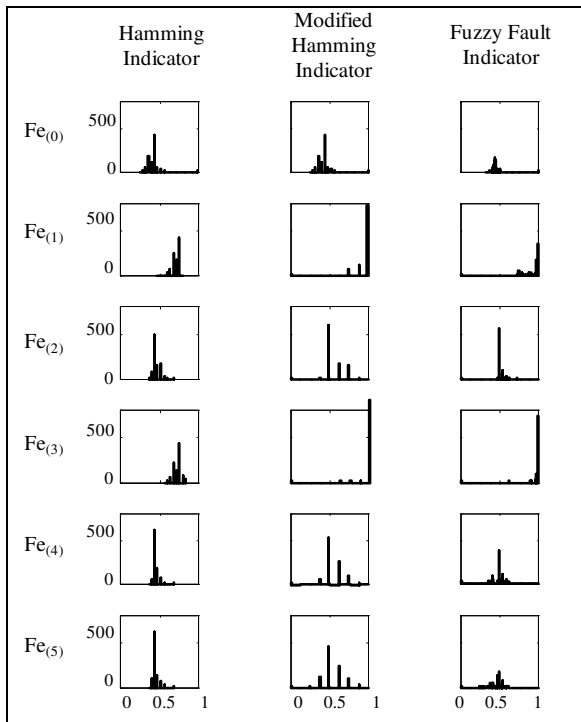 Hamming Indicator
Modified Hamming Indicator
Fuzzy Fault Indicator
Fe(0)
500
0
Fe(1)
500
0
Fe(2)
500
0
Fe(3)
500
0
Fe(4)
500
0
Fe(5)
500
0
0 0.5 1
0 0.5 1
0 0.5 1